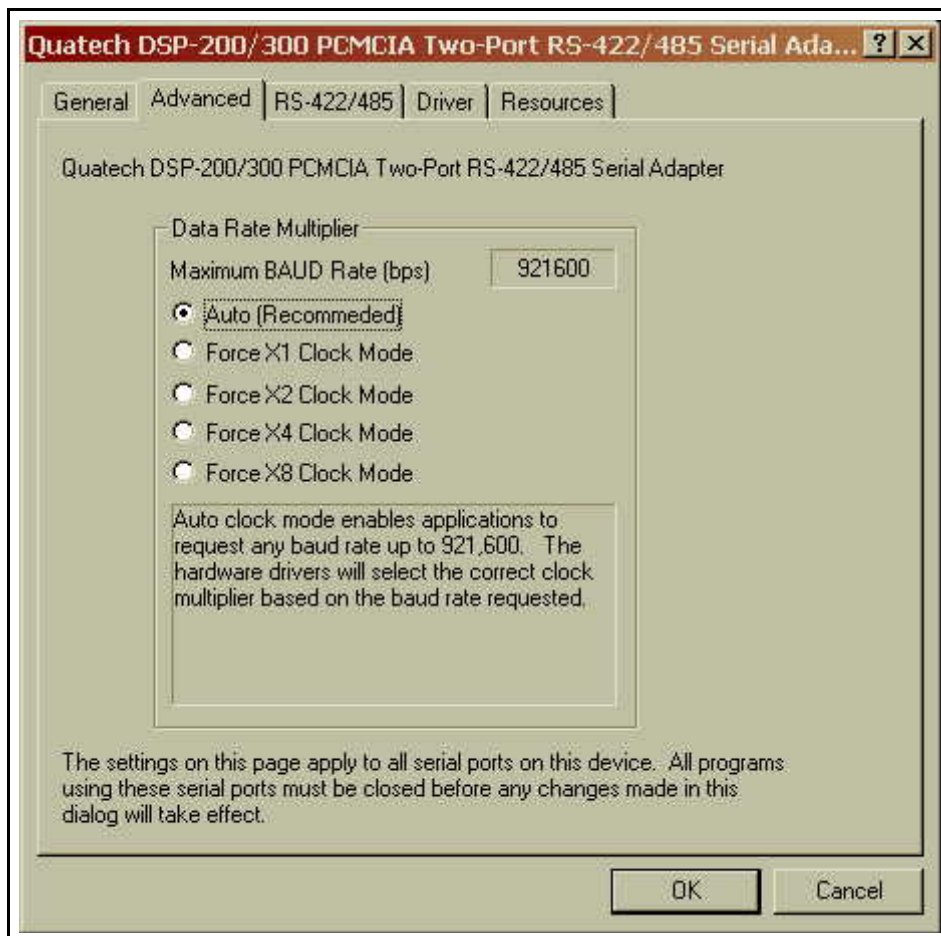 Quatech DSP-200/300 PCMCIA Two-Port RS-422/485 Serial Ada... ? X
General Advanced RS-422/485 Driver Resources
Quatech DSP-200/300 PCMCIA Two-Port RS-422/485 Serial Adapter
Data Rate Multiplier
Maximum BAUD Rate (bps) 921600
Auto (Recommeded)
Force X1 Clock Mode
Force X2 Clock Mode
Force X4 Clock Mode
Force X8 Clock Mode
Auto clock mode enables applications to
request any baud rate up to 921,600. The
hardware drivers will select the correct clock
multiplier based on the baud rate requested.
The settings on this page apply to all serial ports on this device. All programs
using these serial ports must be closed before any changes made in this
dialog will take effect.
OK Cancel